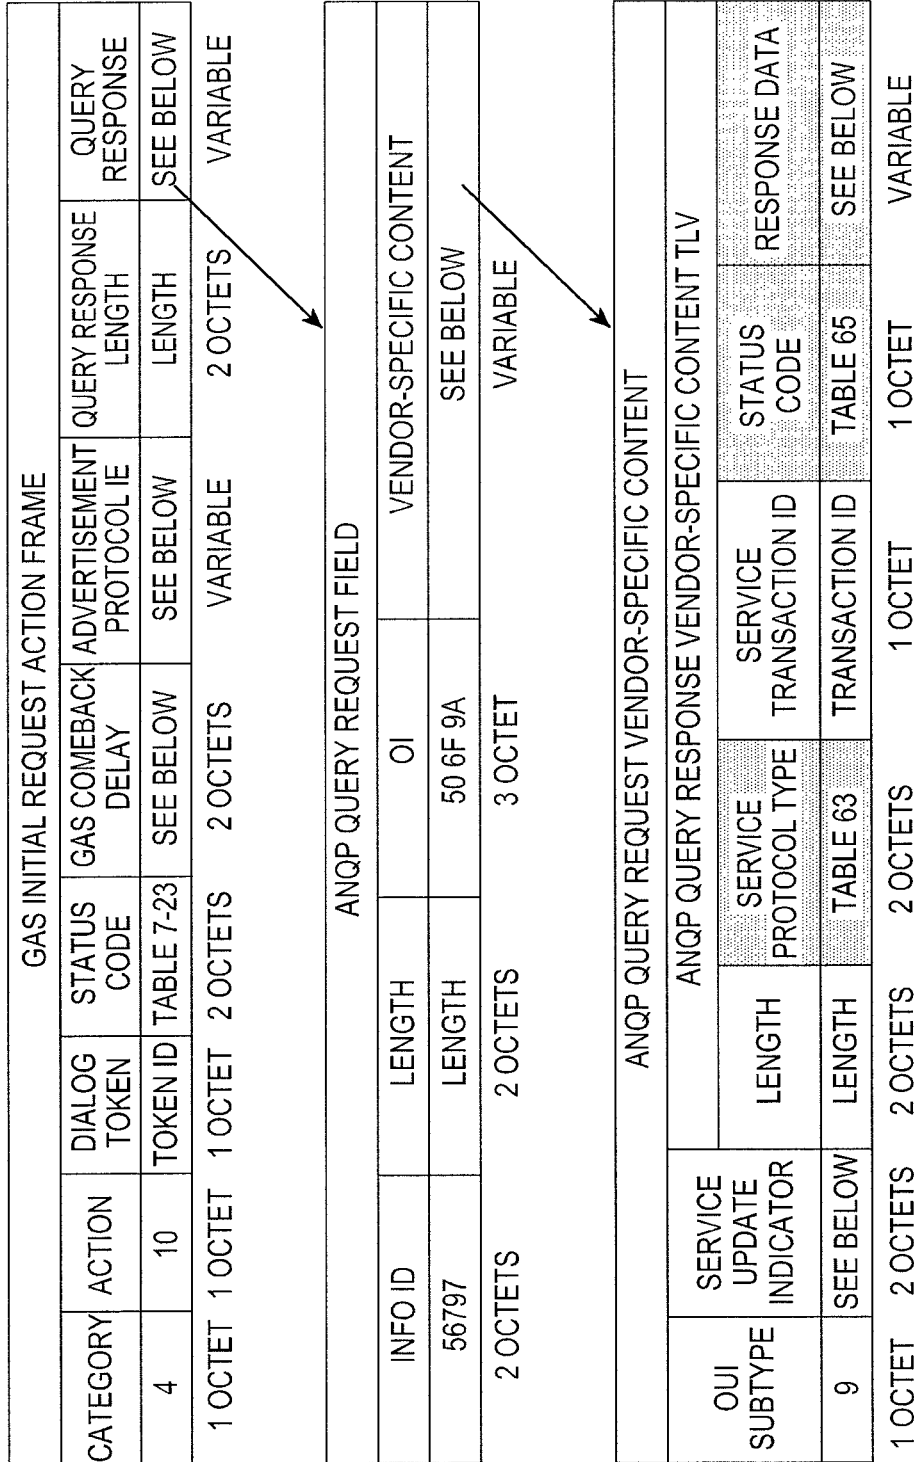 GAS INITIAL REQUEST ACTION FRAME
CATEGORY
ACTION
DIALOG
TOKEN
STATUS
CODE
GAS COMEBACK
DELAY
ADVERTISEMENT
PROTOCOL IE
QUERY RESPONSE
LENGTH
QUERY
RESPONSE
4
10
TOKEN ID
TABLE 7-23
SEE BELOW
SEE BELOW
LENGTH
SEE BELOW
1 OCTET
1 OCTET
1 OCTET
2 OCTETS
2 OCTETS
VARIABLE
2 OCTETS
VARIABLE
ANQP QUERY REQUEST FIELD
INFO ID
LENGTH
OI
VENDOR-SPECIFIC CONTENT
56797
LENGTH
50 6F 9A
SEE BELOW
2 OCTETS
2 OCTETS
3 OCTET
VARIABLE
ANQP QUERY REQUEST VENDOR-SPECIFIC CONTENT
ANQP QUERY RESPONSE VENDOR-SPECIFIC CONTENT TLV
OUI
SUBTYPE
SERVICE
UPDATE
INDICATOR
LENGTH
SERVICE
PROTOCOL TYPE
SERVICE
TRANSACTION ID
STATUS
CODE
RESPONSE DATA
9
SEE BELOW
LENGTH
TABLE 63
TRANSACTION ID
TABLE 65
SEE BELOW
1 OCTET
2 OCTETS
2 OCTETS
2 OCTETS
1 OCTET
1 OCTET
VARIABLE